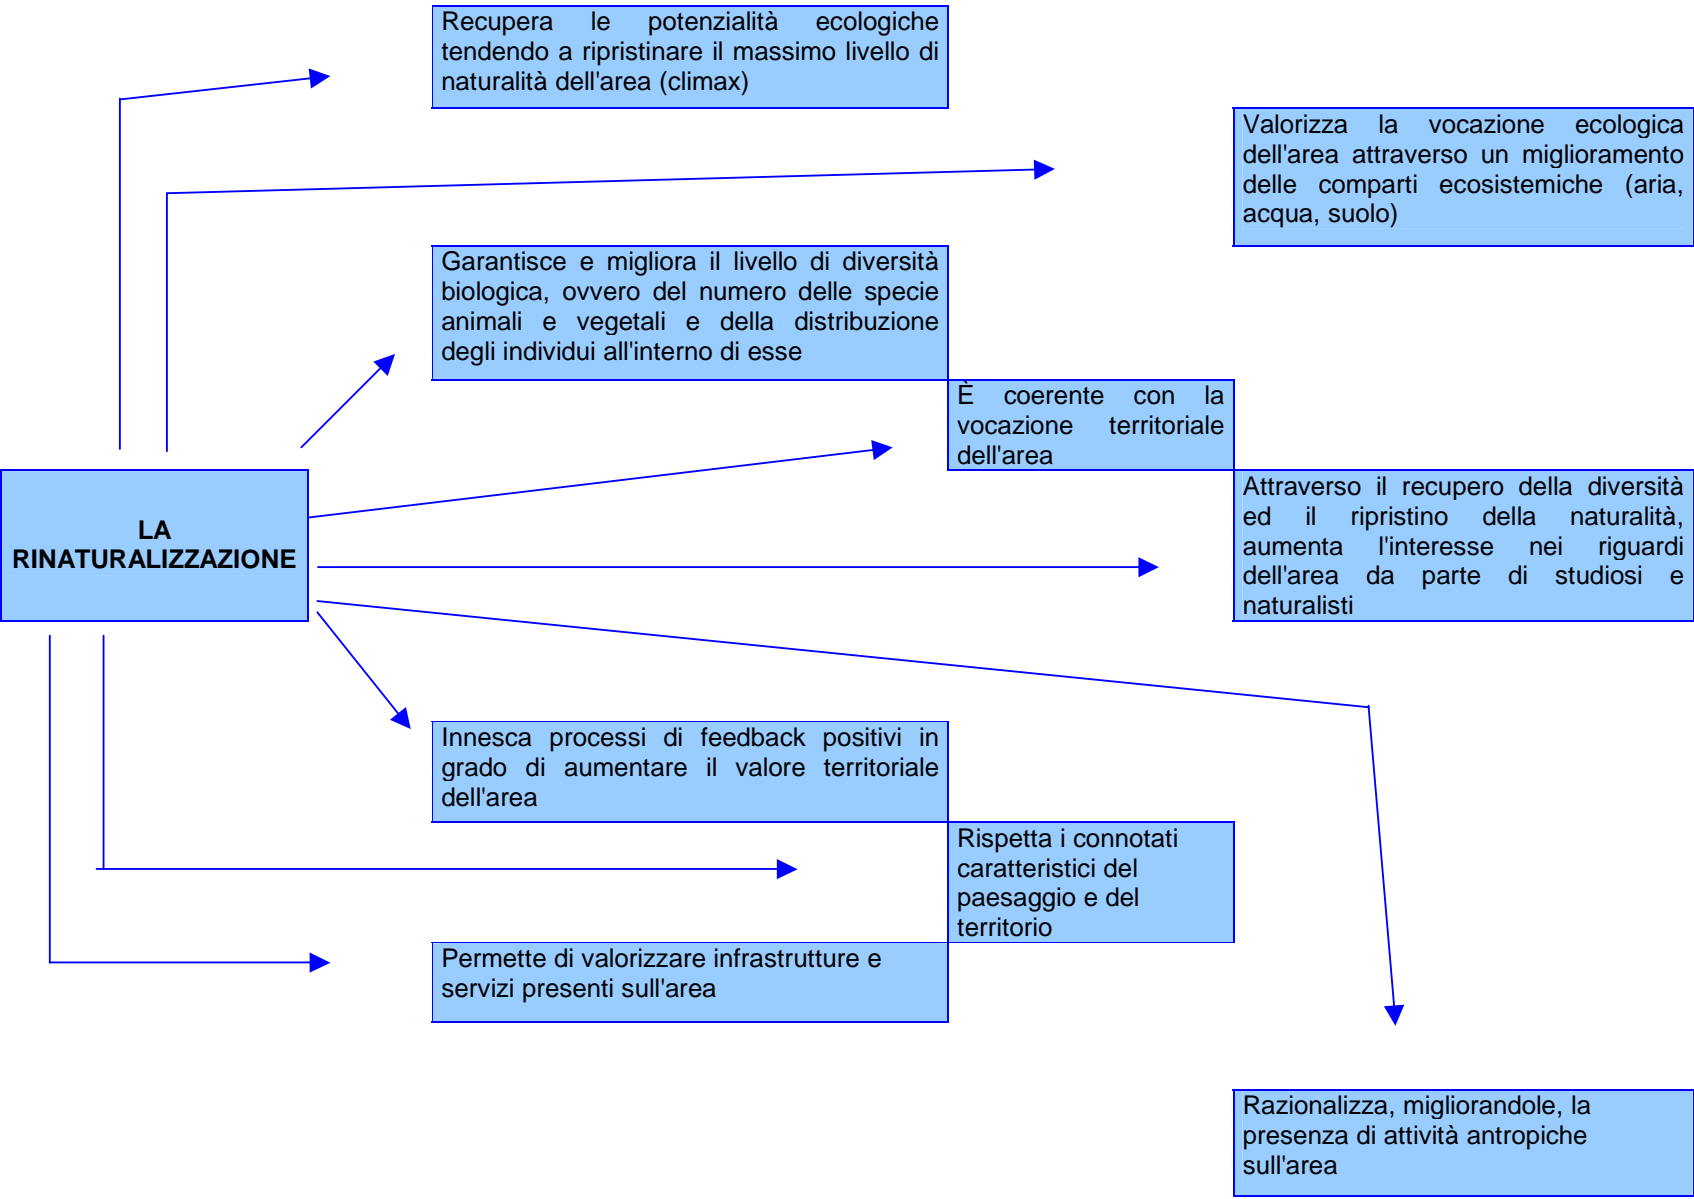 Recupera le potenzialità ecologiche
tendendo a ripristinare il massimo livello di
naturalità dell'area (climax)
Valorizza la vocazione ecologica
dell'area attraverso un miglioramento
delle comparti ecosistemiche (aria,
acqua, suolo)
Garantisce e migliora il livello di diversità
biologica, ovvero del numero delle specie
animali e vegetali e della distribuzione
degli individui all'interno di esse
È coerente con la
vocazione territoriale
dell'area
LA
RINATURALIZZAZIONE
Attraverso il recupero della diversità
ed il ripristino della naturalità,
aumenta l'interesse nei riguardi
dell'area da parte di studiosi e
naturalisti
Innesca processi di feedback positivi in
grado di aumentare il valore territoriale
dell'area
Rispetta i connotati
caratteristici del
paesaggio e del
territorio
Permette di valorizzare infrastrutture e
servizi presenti sull'area
Razionalizza, migliorandole, la
presenza di attività antropiche
sull'area